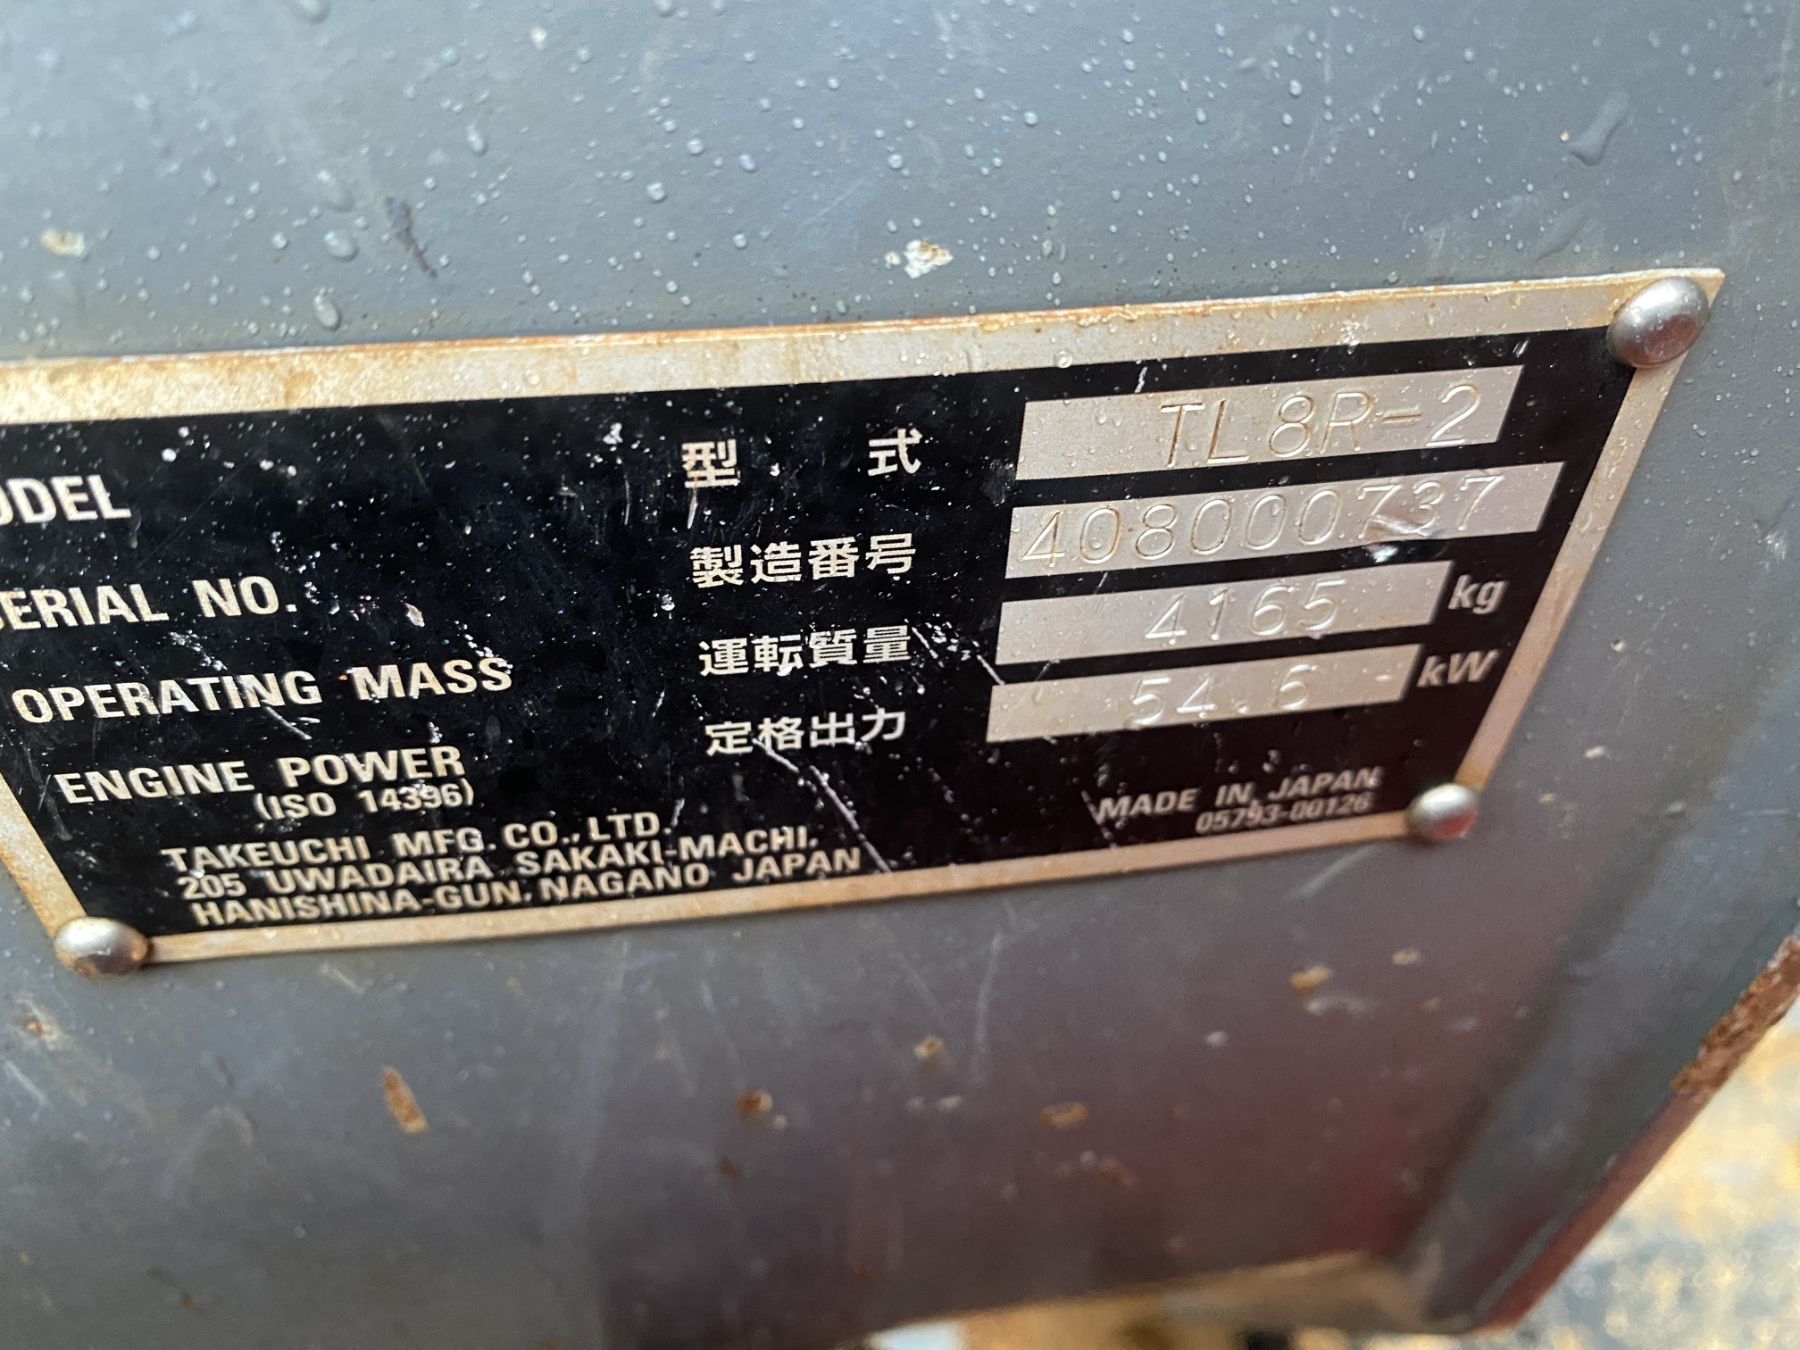 ODEL 型 式 TL8R-2
SERIAL NO. 製造番号 408000737
OPERATING MASS 運転質量 4165 kg
ENGINE POWER 定格出力 54.6 kW
(ISO 14396)
TAKEUCHI MFG. CO., LTD.
205 UWADAIRA SAKAKI-MACHI,
HANISHINA-GUN, NAGANO JAPAN
MADE IN JAPAN
05793-00126